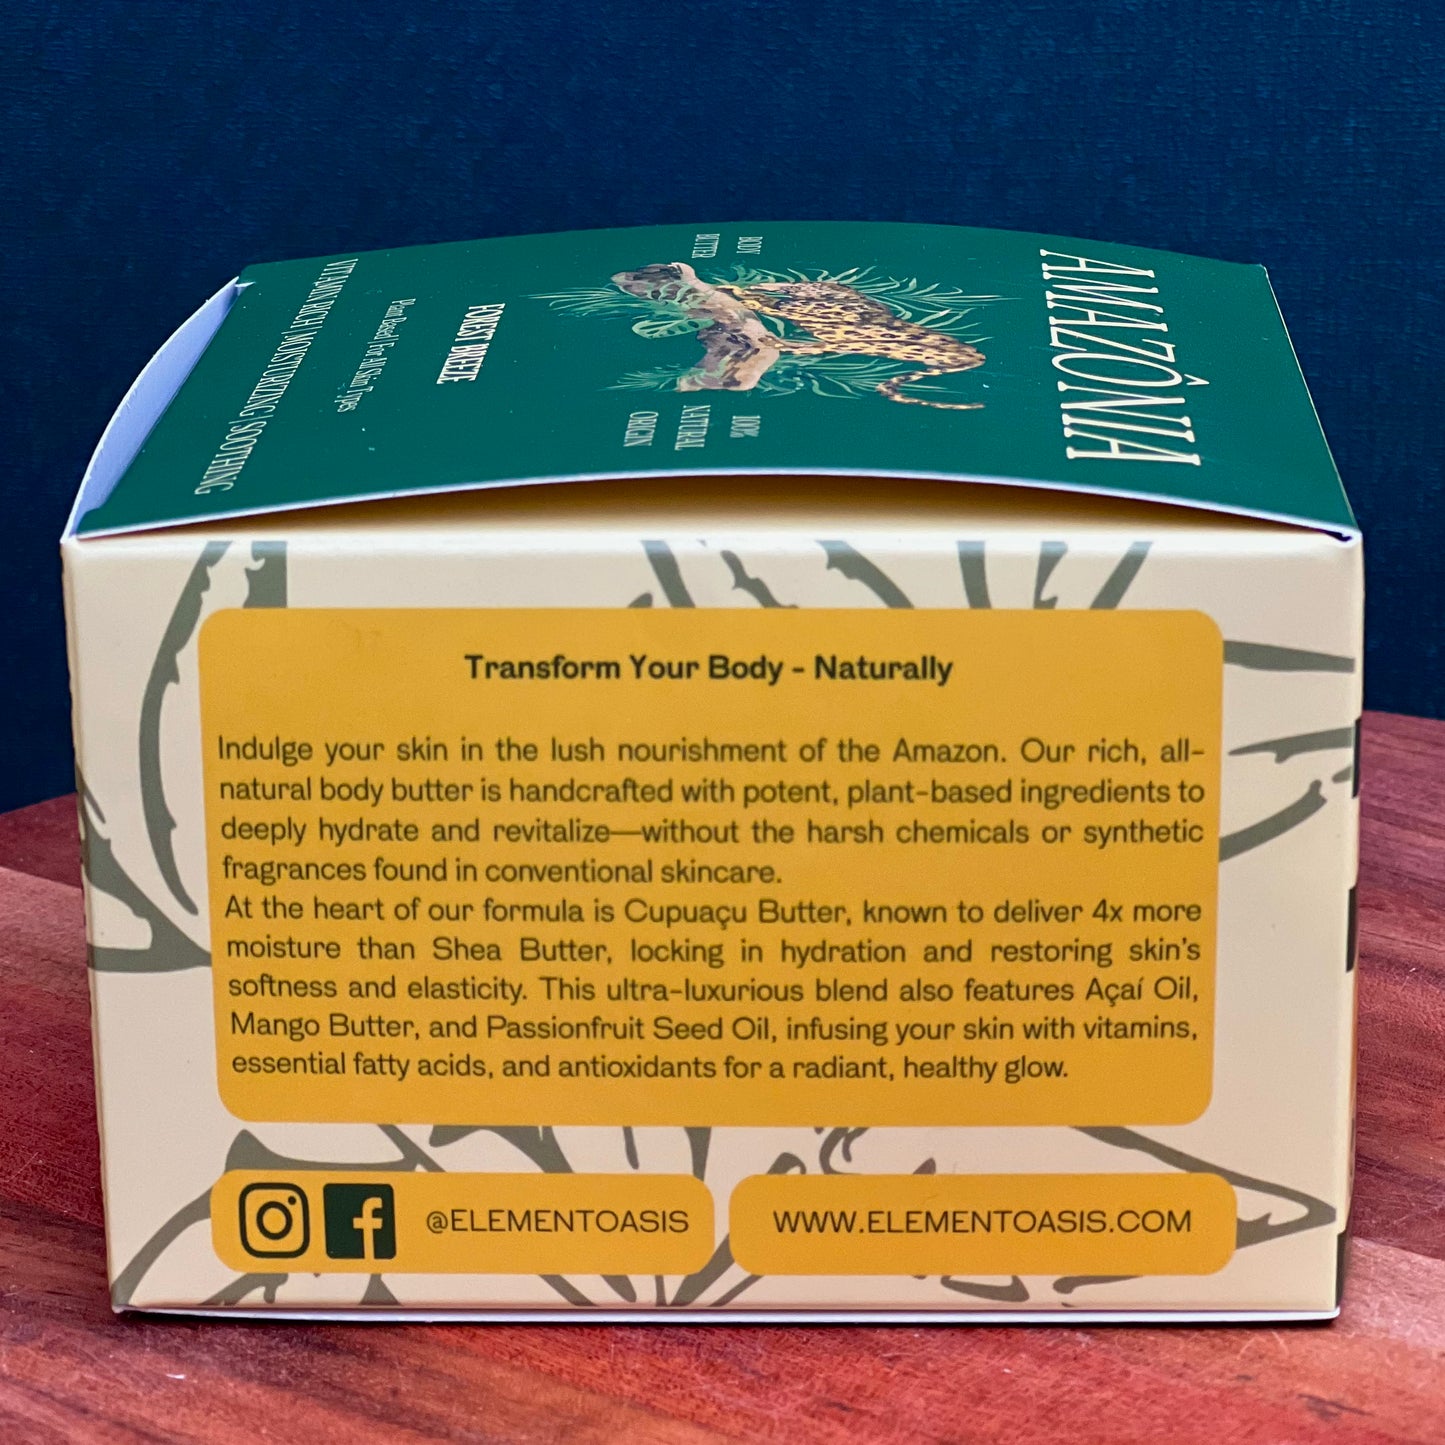 AMAZÔNIA
BODY
BUTTER
100%
NATURAL
ORIGIN
FOREST BREEZE
Plant Based | For All Skin Types
VITAMIN RICH | MOISTURIZING | SOOTHING
Transform Your Body - Naturally
Indulge your skin in the lush nourishment of the Amazon. Our rich, all-
natural body butter is handcrafted with potent, plant-based ingredients to
deeply hydrate and revitalize—without the harsh chemicals or synthetic
fragrances found in conventional skincare.
At the heart of our formula is Cupuaçu Butter, known to deliver 4x more
moisture than Shea Butter, locking in hydration and restoring skin's
softness and elasticity. This ultra-luxurious blend also features Açaí Oil,
Mango Butter, and Passionfruit Seed Oil, infusing your skin with vitamins,
essential fatty acids, and antioxidants for a radiant, healthy glow.
@ELEMENTOASIS
WWW.ELEMENTOASIS.COM